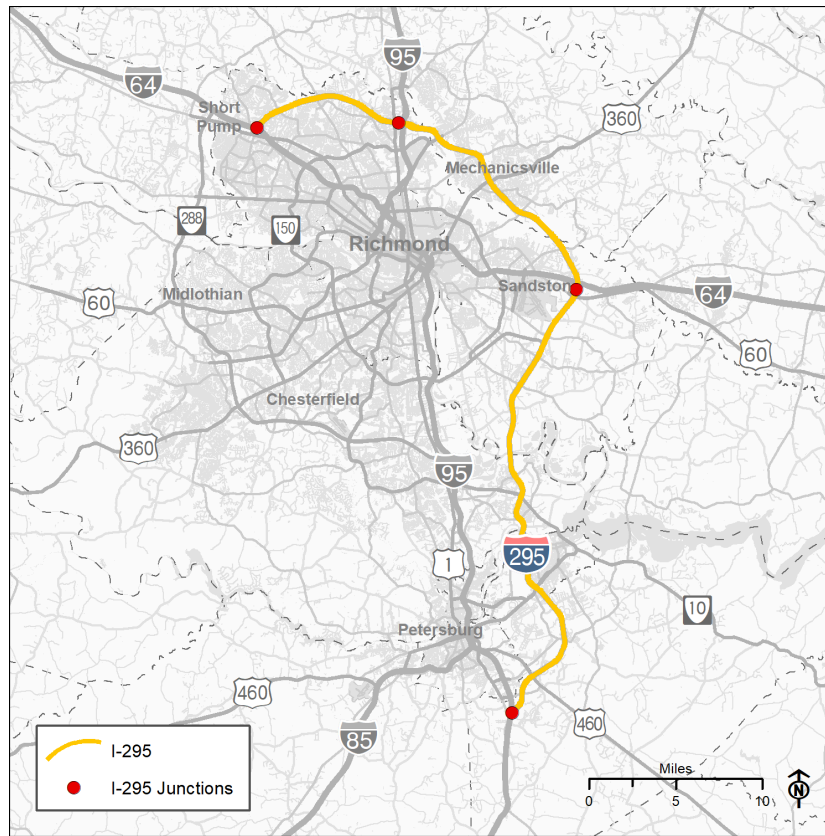 95
64
Short
Pump
360
Mechanicsville
288
150
Richmond
Sandston
64
60
Midlothian
60
Chesterfield
360
95
295
1
10
Petersburg
460
460
85
I-295
I-295 Junctions
Miles
0 5 10
N